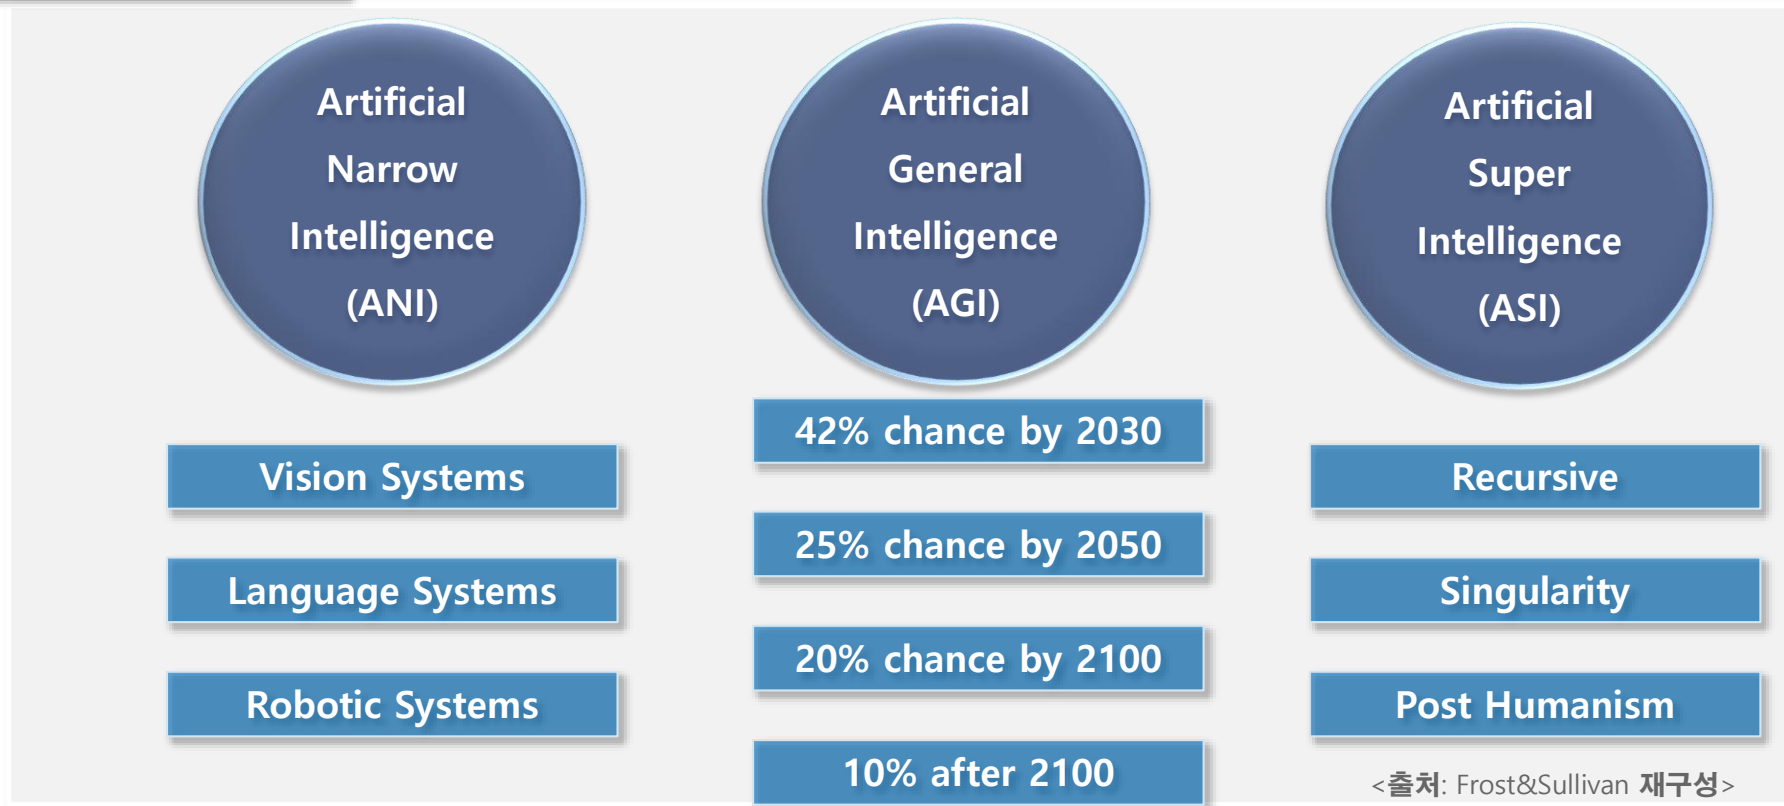 Artificial
Narrow
Intelligence
(ANI)
Vision Systems
Language Systems
Robotic Systems
Artificial
General
Intelligence
(AGI)
42% chance by 2030
25% chance by 2050
20% chance by 2100
10% after 2100
Artificial
Super
Intelligence
(ASI)
Recursive
Singularity
Post Humanism
<출처: Frost&Sullivan 재구성>